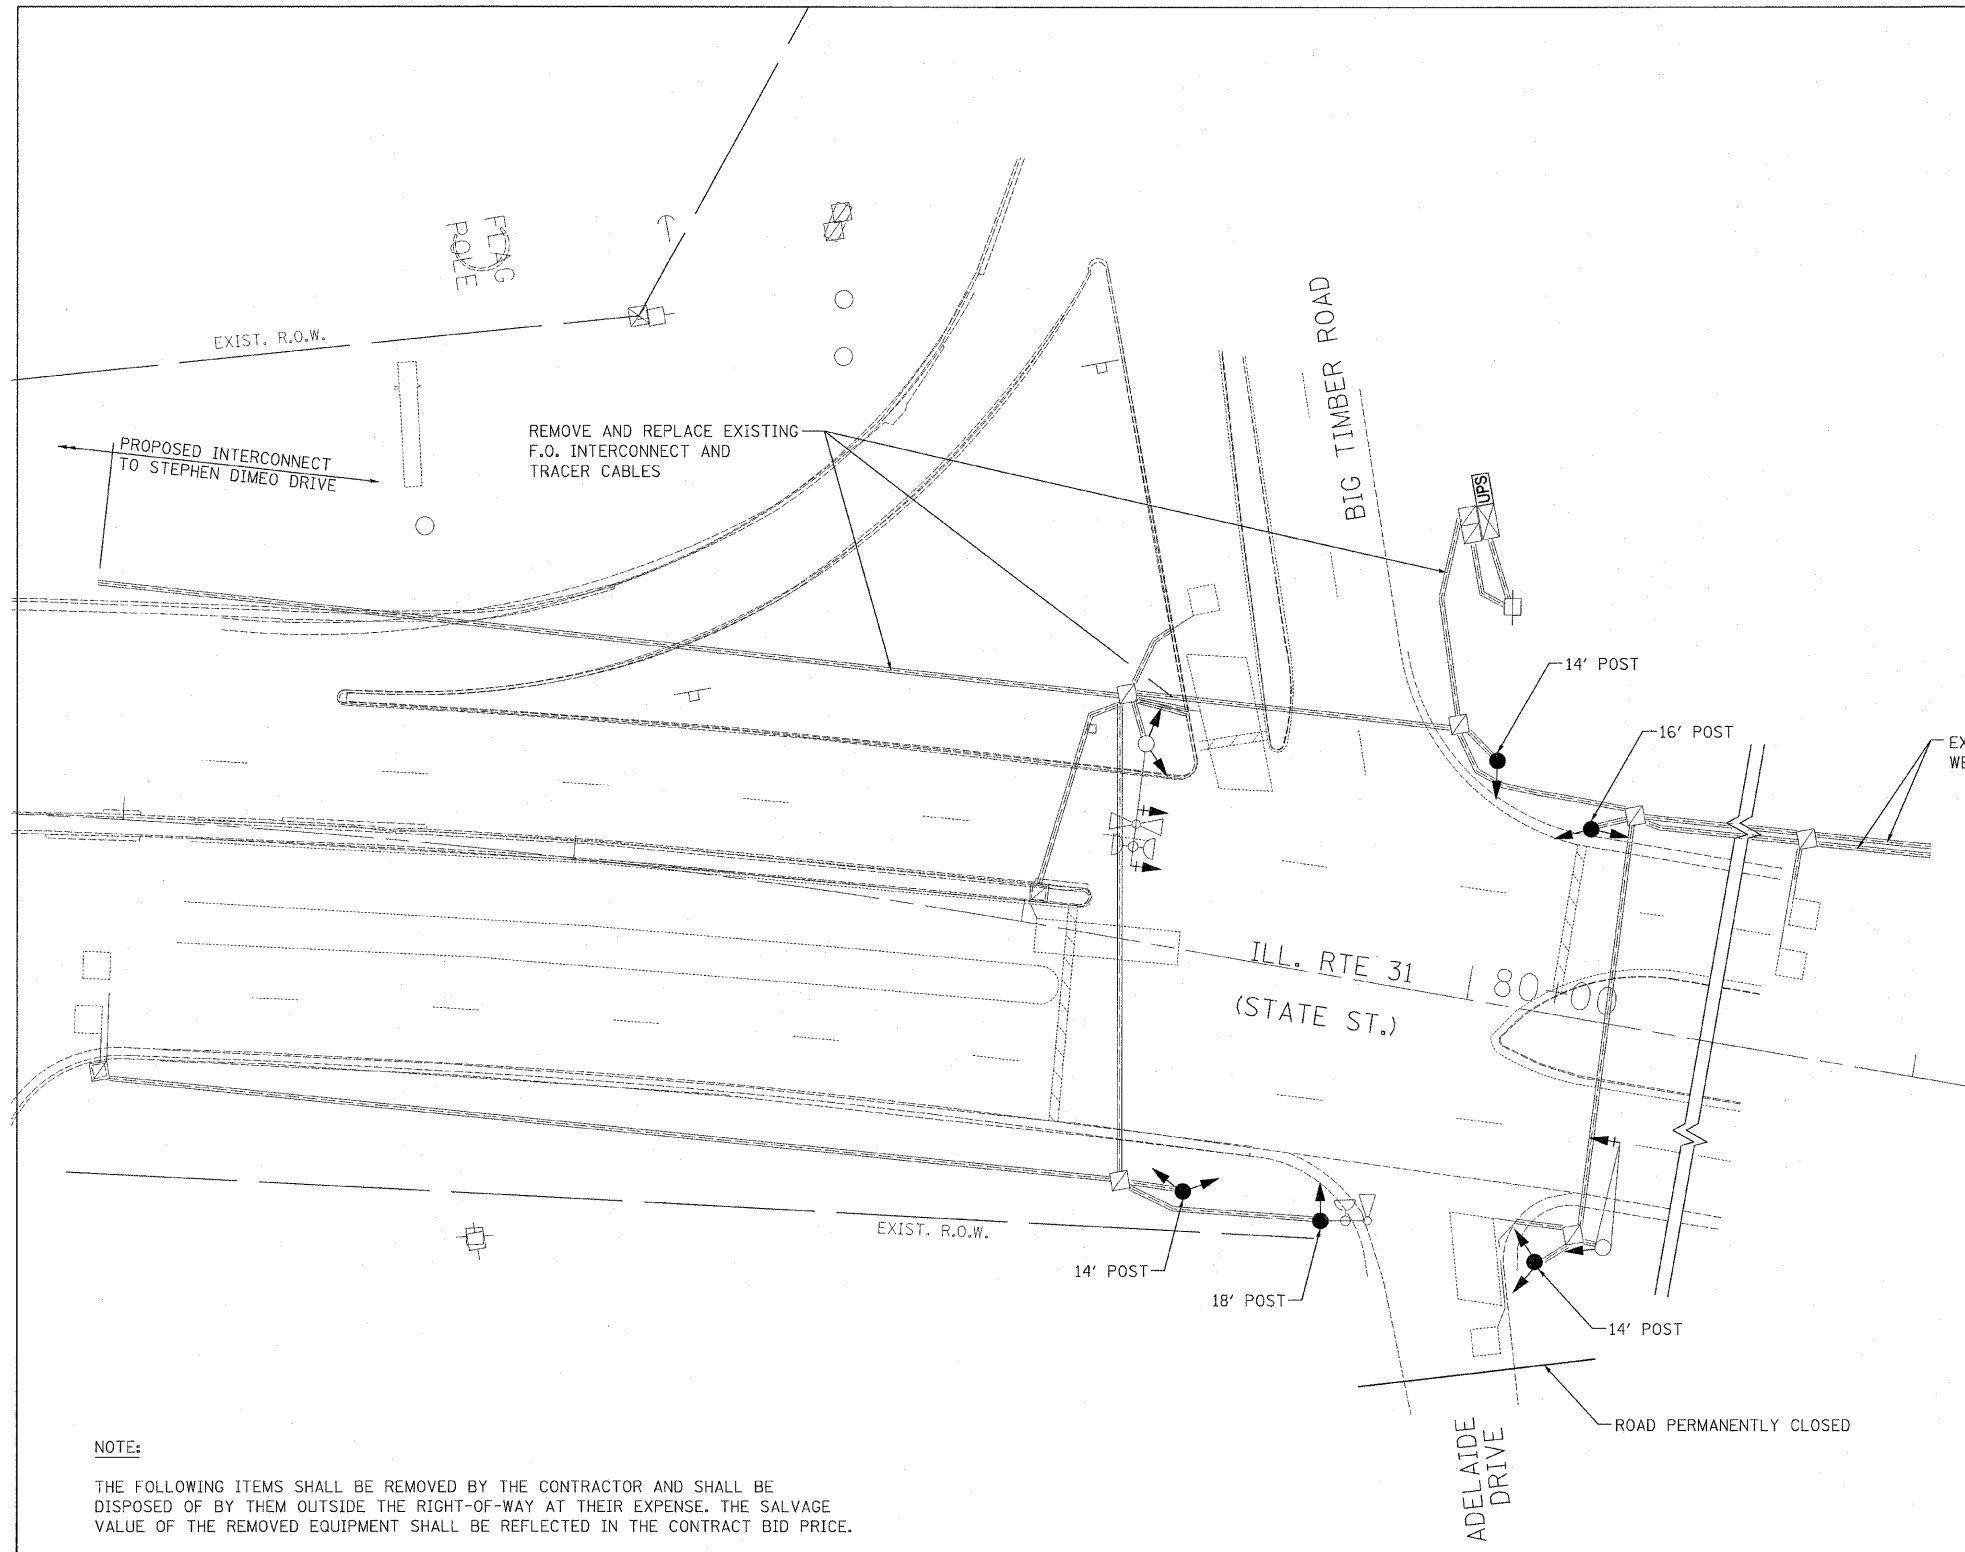 FLAG
POLE
EXIST. R.O.W.
BIG TIMBER ROAD
PROPOSED INTERCONNECT
TO STEPHEN DIMEO DRIVE
REMOVE AND REPLACE EXISTING
F.O. INTERCONNECT AND
TRACER CABLES
UPS
14' POST
16' POST
EX
WE
ILL. RTE 31
(STATE ST.)
80+00
EXIST. R.O.W.
14' POST
18' POST
14' POST
ROAD PERMANENTLY CLOSED
ADELAIDE
DRIVE
NOTE:
THE FOLLOWING ITEMS SHALL BE REMOVED BY THE CONTRACTOR AND SHALL BE
DISPOSED OF BY THEM OUTSIDE THE RIGHT-OF-WAY AT THEIR EXPENSE. THE SALVAGE
VALUE OF THE REMOVED EQUIPMENT SHALL BE REFLECTED IN THE CONTRACT BID PRICE.